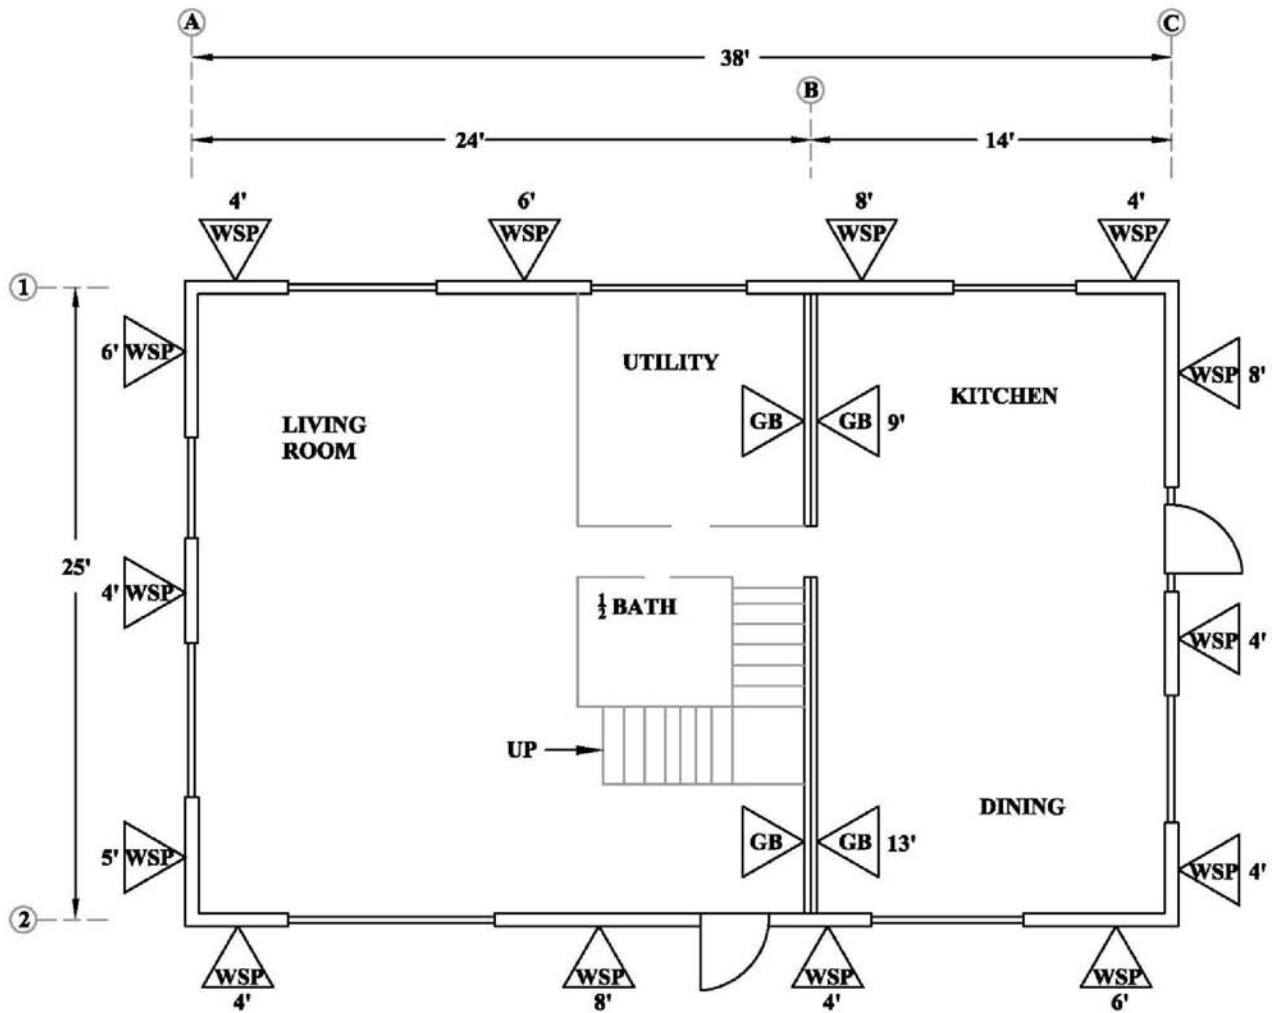 A
C
38'
B
24'
14'
4'
6'
8'
4'
WSP
WSP
WSP
WSP
1
6' WSP
UTILITY
WSP 8'
KITCHEN
LIVING
ROOM
GB
GB 9'
25'
4' WSP
½ BATH
WSP 4'
UP
DINING
5' WSP
GB
GB 13'
WSP 4'
2
WSP
WSP
WSP
WSP
4'
8'
4'
6'